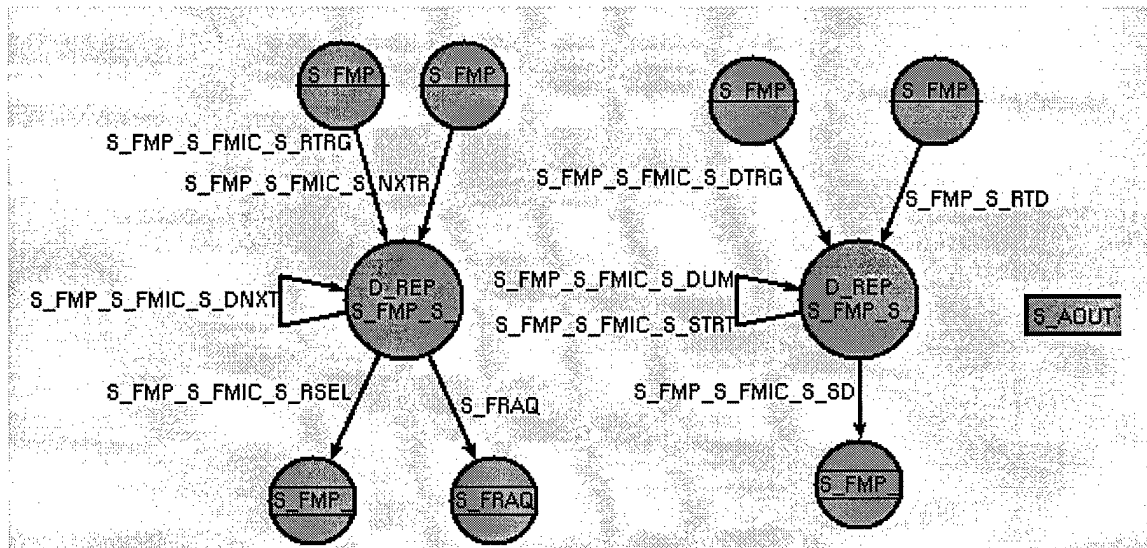 S_FMP
S_FMP
S_FMP
S_FMP
S_FMP_S_FMIC_S_RTRG
S_FMP_S_FMIC_S_NXTR
S_FMP_S_FMIC_S_DTRG
S_FMP_S_RTD
S_FMP_S_FMIC_S_DNXT
D_REP
S_FMP_S_
S_FMP_S_FMIC_S_DUM
S_FMP_S_FMIC_S_STRT
D_REP
S_FMP_S_
S_AOUT
S_FMP_S_FMIC_S_RSEL
S_FRAQ
S_FMP_S_FMIC_S_SD
S_FMP_
S_FRAQ
S_FMP_